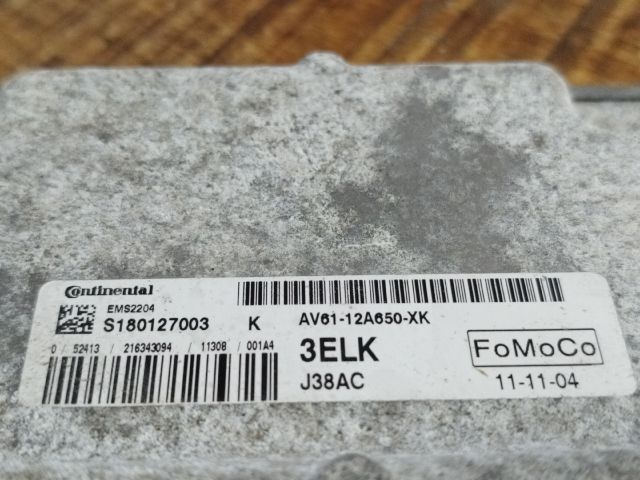 Continental
EMS2204
S180127003 K
0 / 52413 / 216343094 / 11308 / 001A4
AV61-12A650-XK
3ELK
J38AC
FoMoCo
11-11-04